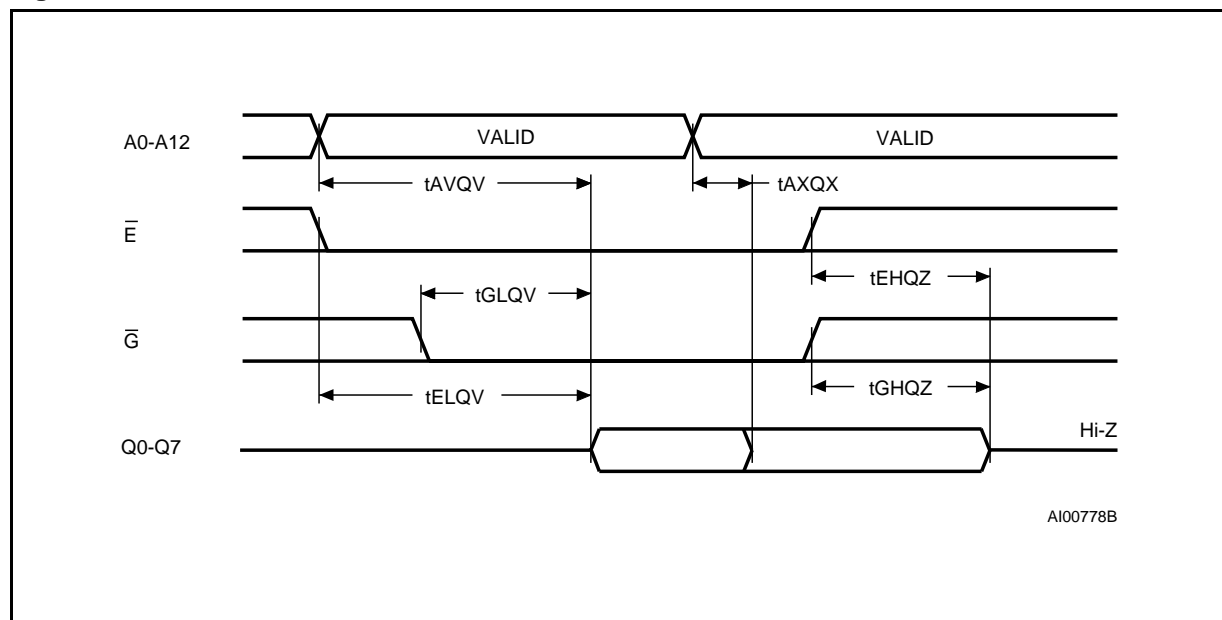 A0-A12
VALID
VALID
tAVQV
tAXQX
E̅
tEHQZ
tGLQV
G̅
tELQV
tGHQZ
Q0-Q7
Hi-Z
AI00778B